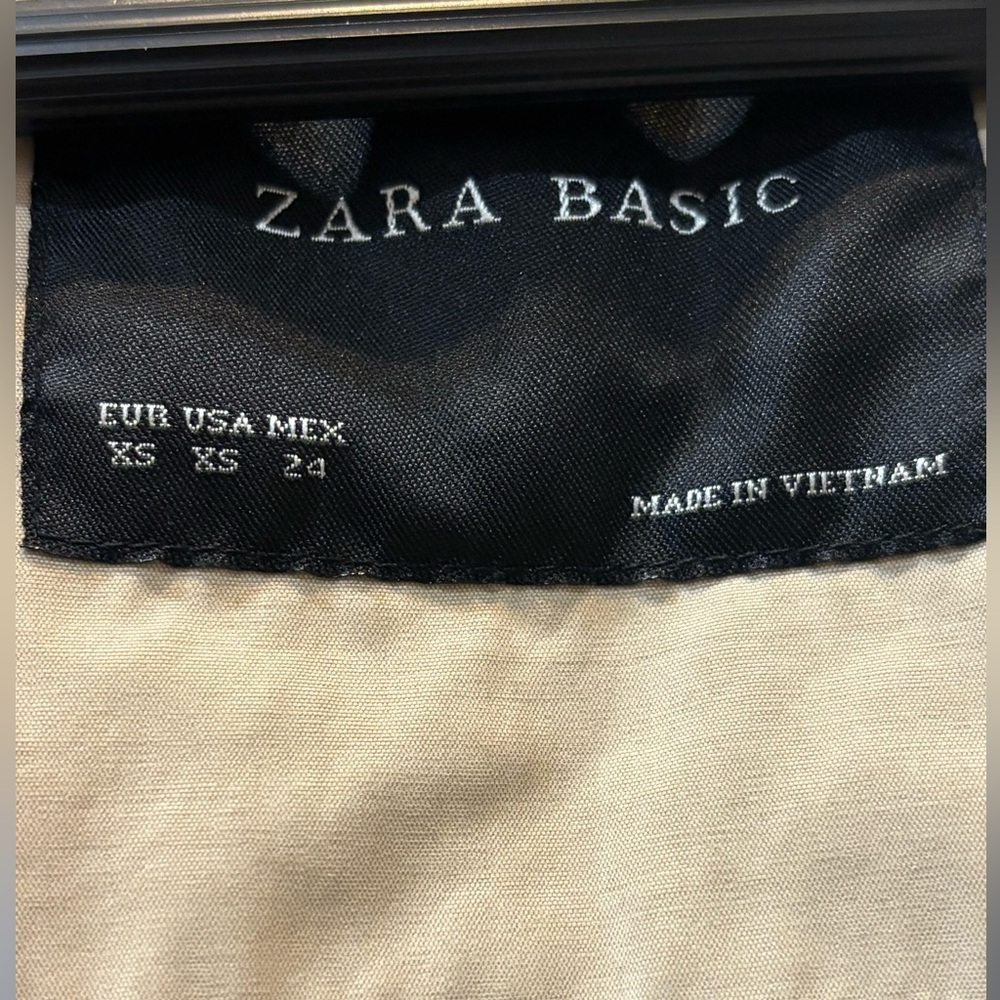 ZARA BASIC
EUR USA MEX
XS XS 24
MADE IN VIETNAM